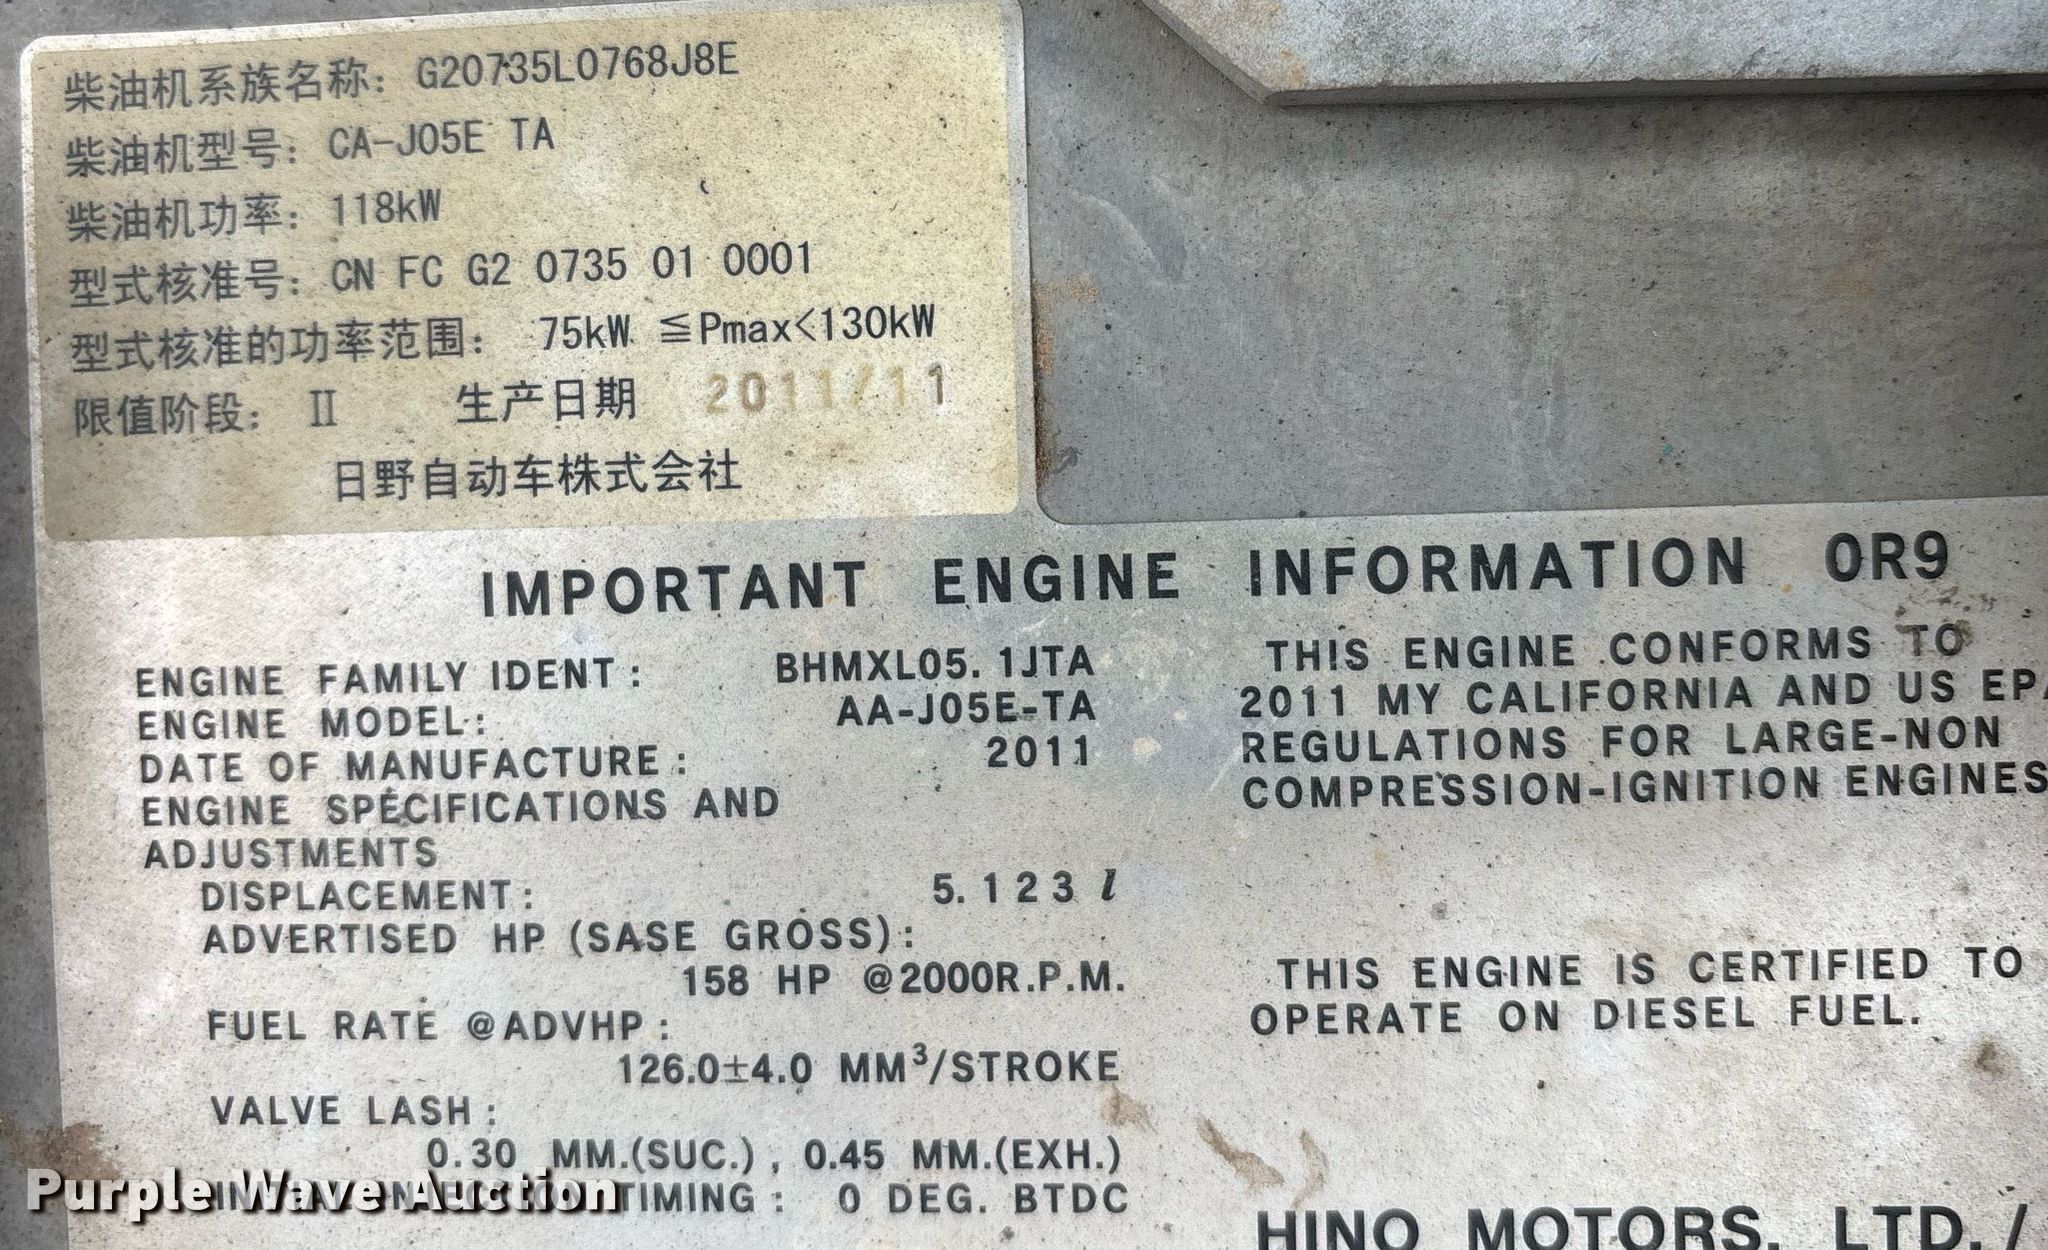 柴油机系族名称: G20735L0768J8E
柴油机型号: CA-J05E TA
柴油机功率: 118kW
型式核准号: CN FC G2 0735 01 0001
型式核准的功率范围: 75kW ≦Pmax<130kW
限值阶段: Ⅱ 生产日期 2011/11
日野自动车株式会社
IMPORTANT ENGINE INFORMATION 0R9
ENGINE FAMILY IDENT: BHMXL05.1JTA
ENGINE MODEL: AA-J05E-TA
DATE OF MANUFACTURE: 2011
ENGINE SPECIFICATIONS AND
ADJUSTMENTS
DISPLACEMENT: 5.123 l
ADVERTISED HP (SASE GROSS):
158 HP @2000R.P.M.
FUEL RATE @ADVHP:
126.0±4.0 MM³/STROKE
VALVE LASH:
0.30 MM.(SUC.), 0.45 MM.(EXH.)
TIMING: 0 DEG. BTDC
THIS ENGINE CONFORMS TO
2011 MY CALIFORNIA AND US EPA
REGULATIONS FOR LARGE-NON
COMPRESSION-IGNITION ENGINES
THIS ENGINE IS CERTIFIED TO
OPERATE ON DIESEL FUEL.
HINO MOTORS, LTD./
Purple Wave Auction